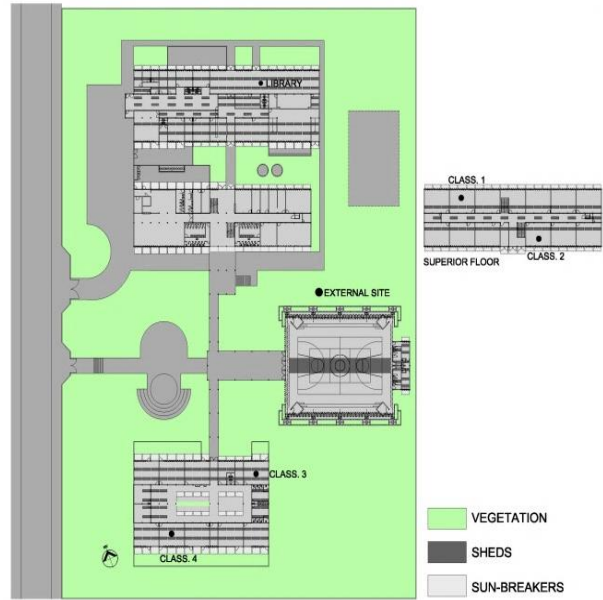 LIBRARY
CLASS. 1
CLASS. 2
SUPERIOR FLOOR
EXTERNAL SITE
CLASS. 3
CLASS. 4
VEGETATION
SHEDS
SUN-BREAKERS